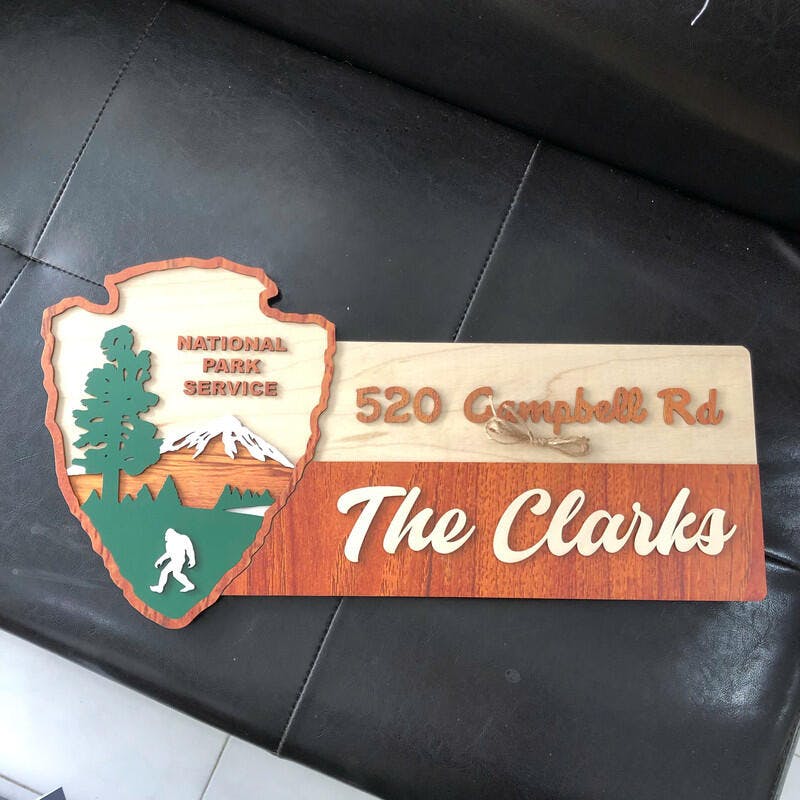 NATIONAL
PARK
SERVICE
520 Campbell Rd
The Clarks